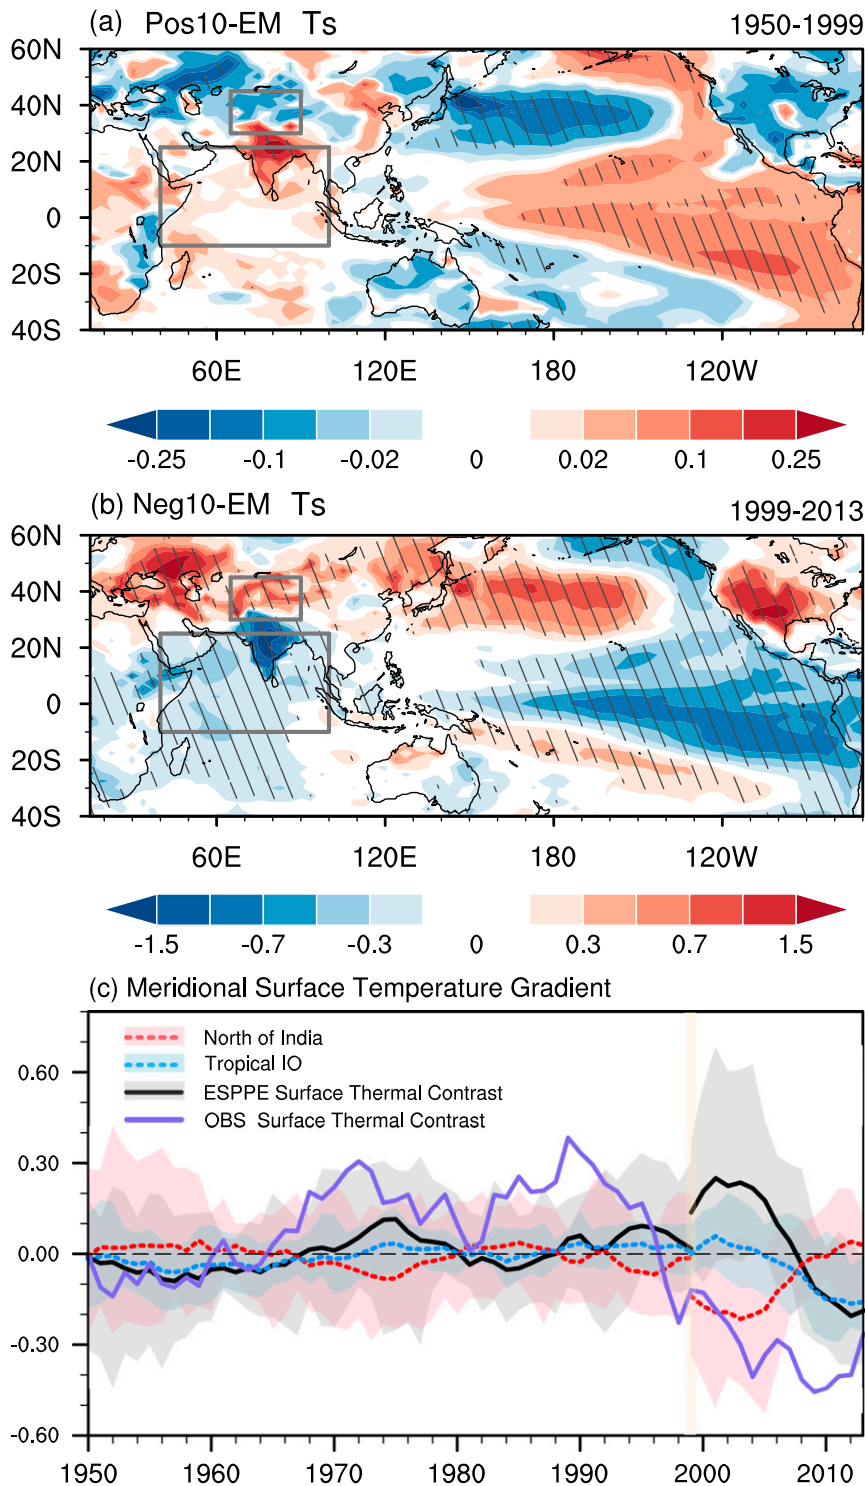 (a) Pos10-EM Ts 1950-1999
60N
40N
20N
0
20S
40S
60E 120E 180 120W
-0.25 -0.1 -0.02 0 0.02 0.1 0.25
(b) Neg10-EM Ts 1999-2013
60N
40N
20N
0
20S
40S
60E 120E 180 120W
-1.5 -0.7 -0.3 0 0.3 0.7 1.5
(c) Meridional Surface Temperature Gradient
North of India
Tropical IO
ESPPE Surface Thermal Contrast
OBS Surface Thermal Contrast
0.60
0.30
0.00
-0.30
-0.60
1950 1960 1970 1980 1990 2000 2010